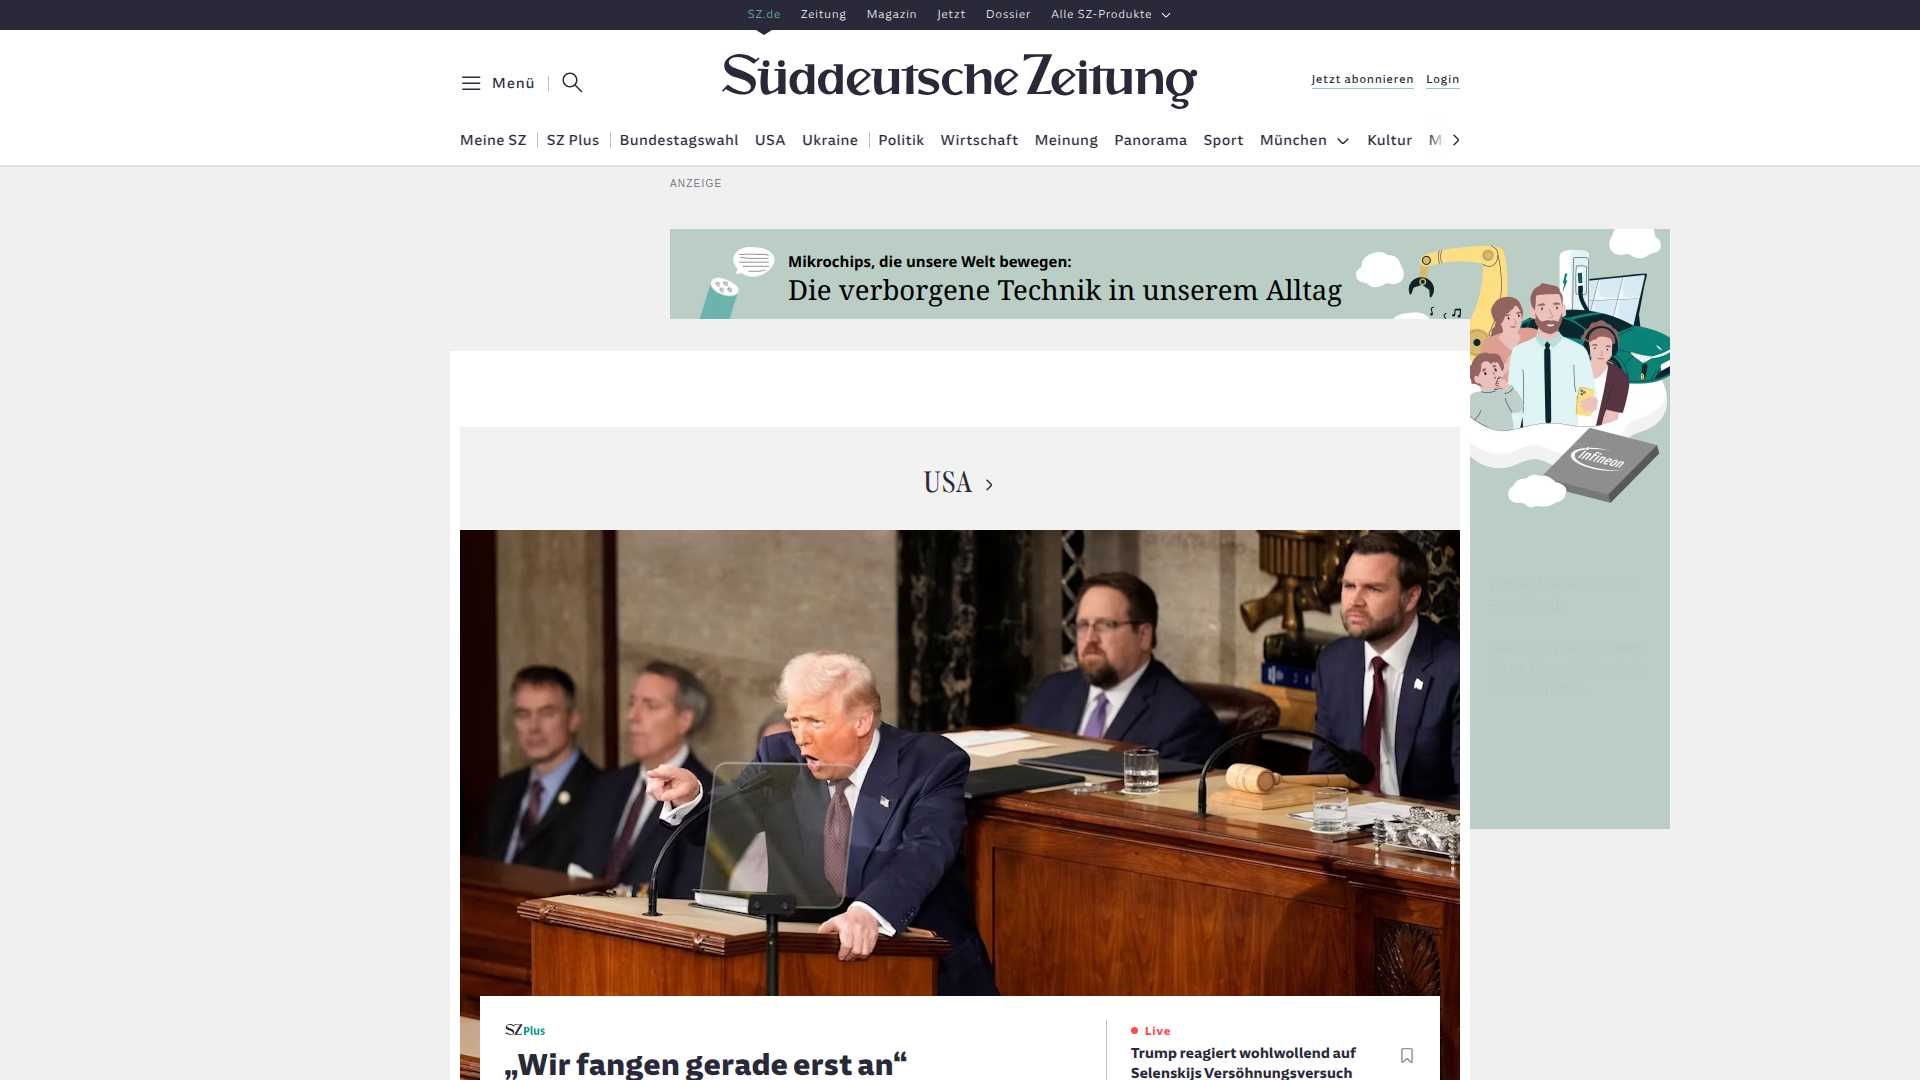 SZ.de Zeitung Magazin Jetzt Dossier Alle SZ-Produkte
Menü
Süddeutsche Zeitung
Jetzt abonnieren Login
Meine SZ SZ Plus Bundestagswahl USA Ukraine Politik Wirtschaft Meinung Panorama Sport München Kultur M
ANZEIGE
Mikrochips, die unsere Welt bewegen:
Die verborgene Technik in unserem Alltag
infineon
USA
SZ Plus
„Wir fangen gerade erst an“
Live
Trump reagiert wohlwollend auf
Selenskijs Versöhnungsversuch